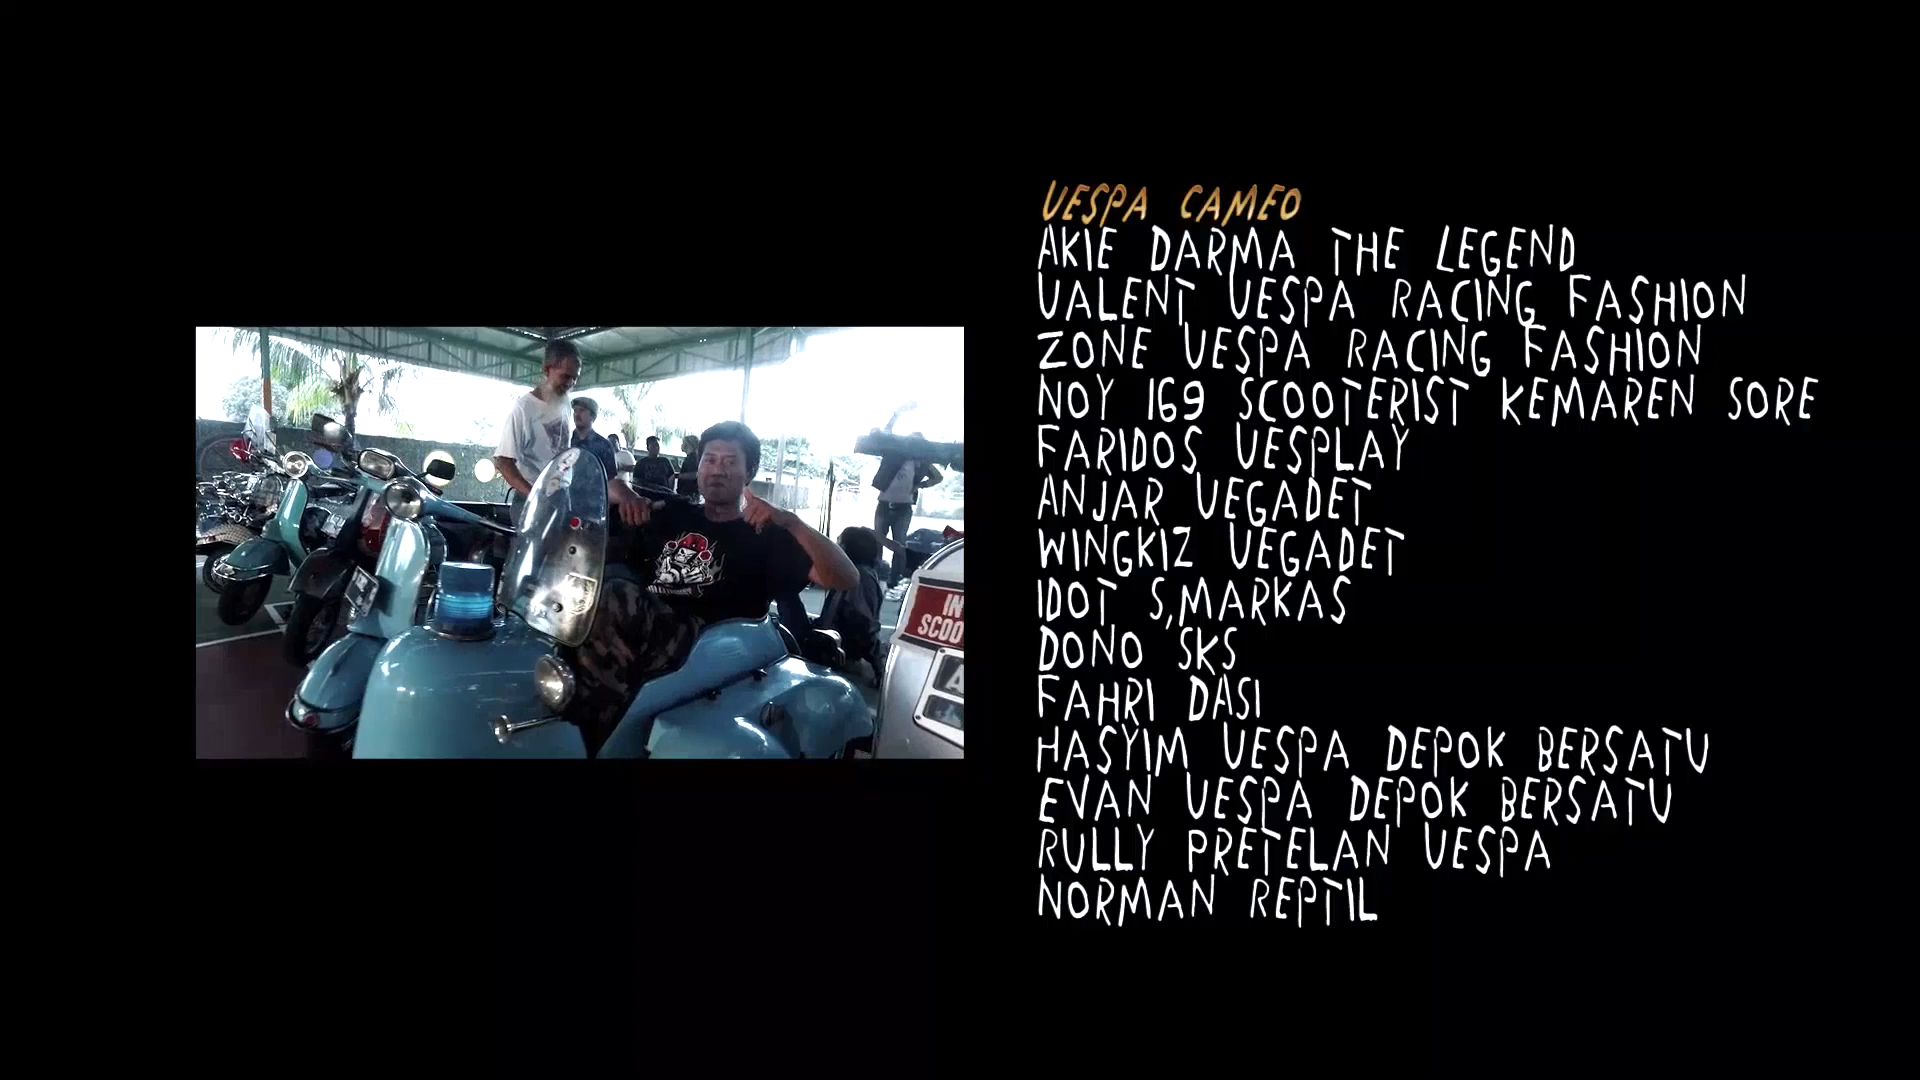 VESPA CAMEO
AKIE DARMA THE LEGEND
VALENT VESPA RACING FASHION
ZONE VESPA RACING FASHION
NOY 169 SCOOTERIST KEMAREN SORE
FARIDOS VESPLAY
ANJAR VEGADET
WINGKIZ VEGADET
IDOT S,MARKAS
DONO SKS
FAHRI DASI
HASYIM VESPA DEPOK BERSATU
EVAN VESPA DEPOK BERSATU
RULLY PRETELAN VESPA
NORMAN REPTIL
IN
SCOO
A